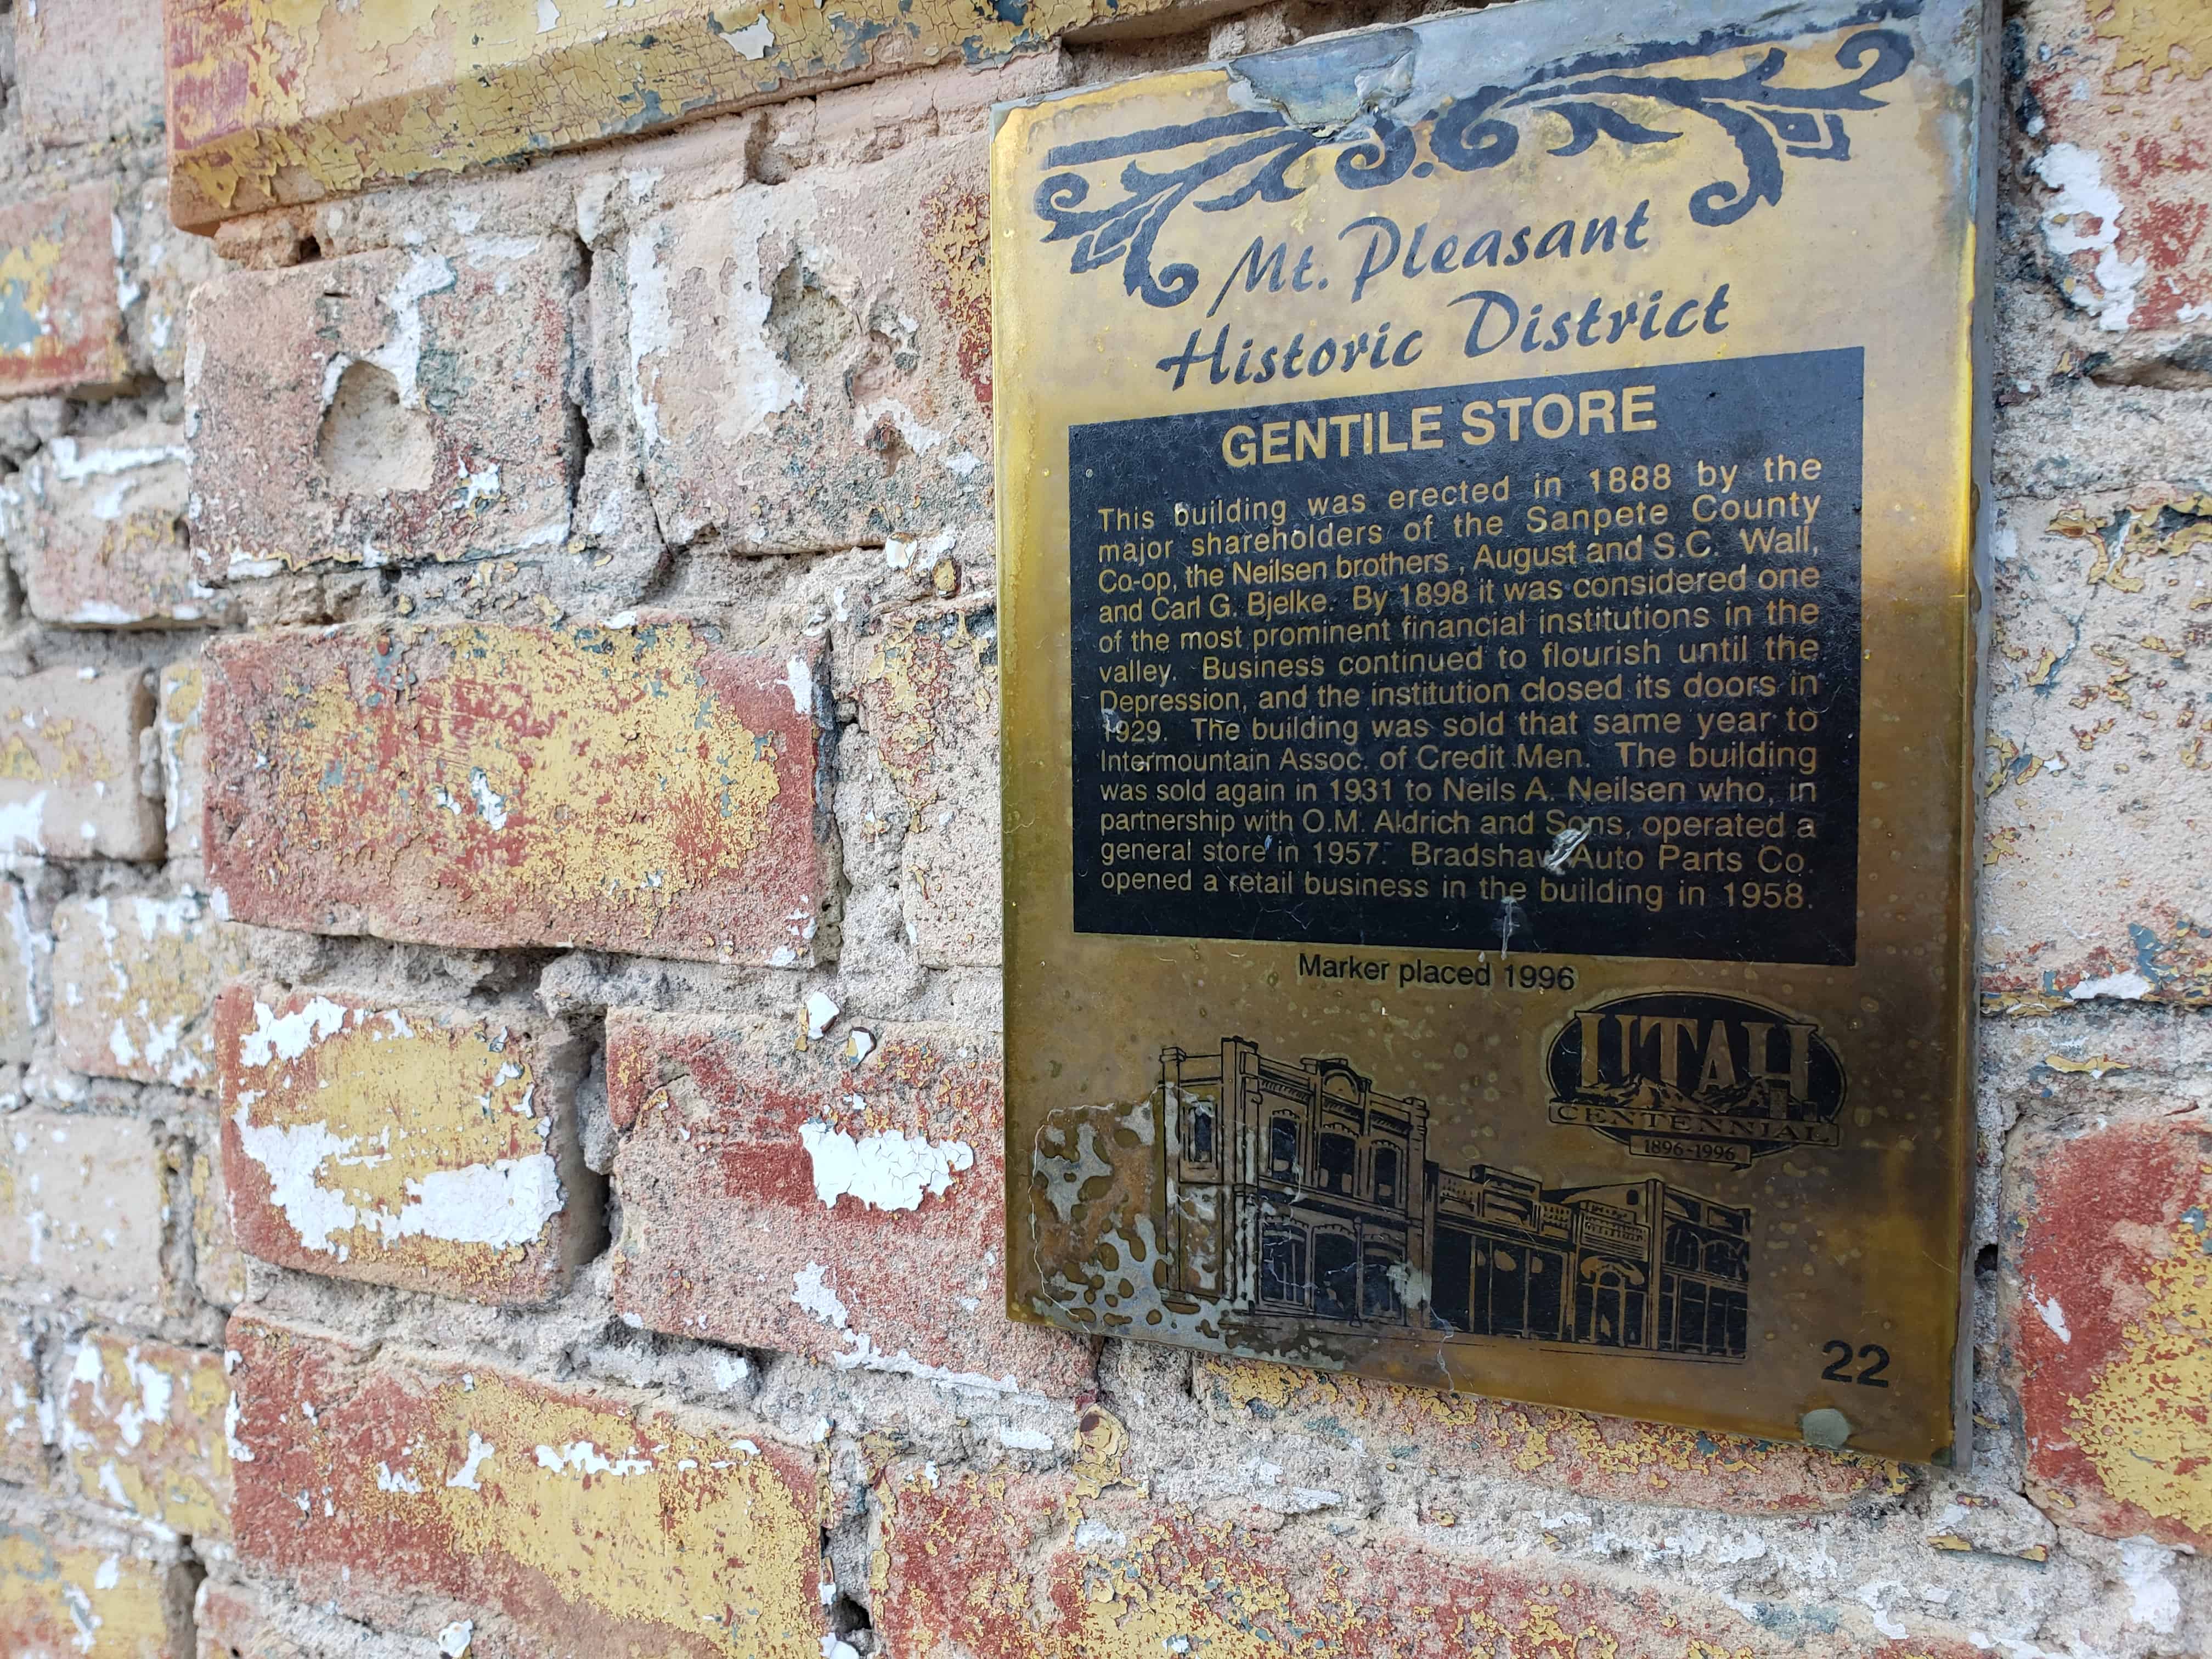 Mt. Pleasant
Historic District
GENTILE STORE
This building was erected in 1888 by the
major shareholders of the Sanpete County
Co-op, the Neilsen brothers , August and S.C. Wall,
and Carl G. Bjelke. By 1898 it was considered one
of the most prominent financial institutions in the
valley. Business continued to flourish until the
Depression, and the institution closed its doors in
1929. The building was sold that same year to
Intermountain Assoc. of Credit Men. The building
was sold again in 1931 to Neils A. Neilsen who, in
partnership with O.M. Aldrich and Sons, operated a
general store in 1957. Bradshaw Auto Parts Co.
opened a retail business in the building in 1958.
Marker placed 1996
UTAH
CENTENNIAL
1896-1996
22